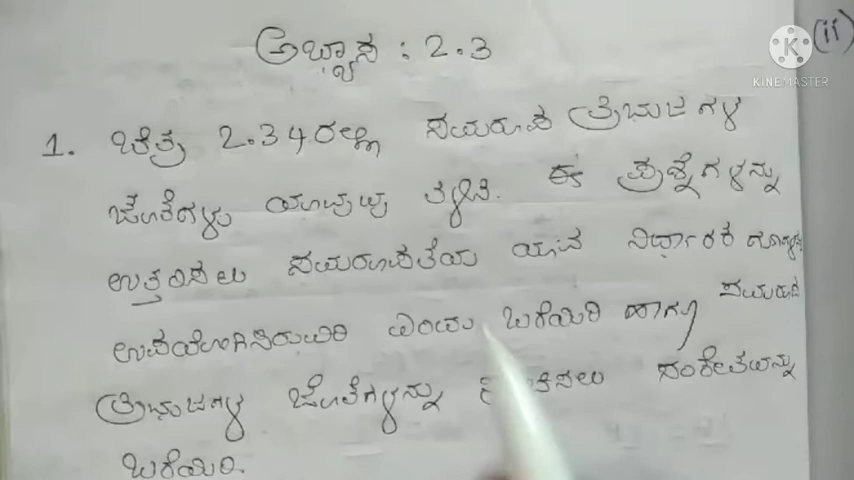 ಅಭ್ಯಾಸ : 2.3
(ii)
KINEMASTER
1. ಚಿತ್ರ 2.34ರಲ್ಲಿ ಸಮರೂಪ ತ್ರಿಭುಜಗಳ
ಜೊತೆಗಳು ಯಾವುವು ತಿಳಿಸಿ. ಈ ಪ್ರಶ್ನೆಗಳನ್ನು
ಉತ್ತರಿಸಲು ಸಮರೂಪತೆಯ ಯಾವ ನಿರ್ಧಾರಕ
ಉಪಯೋಗಿಸಿರುವಿರಿ ಎಂದು ಬರೆಯಿರಿ ಹಾಗೂ ಸಮರೂಪ
ತ್ರಿಭುಜಗಳ ಜೊತೆಗಳನ್ನು ಸಂಕೇತವನ್ನು
ಬರೆಯಿರಿ.